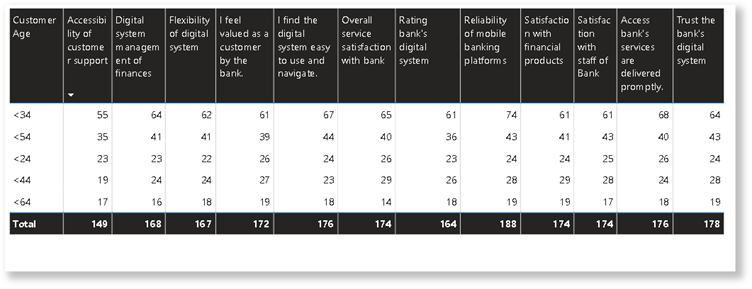 Customer Age | Accessibility of customer support | Digital system management of finances | Flexibility of digital system | I feel valued as a customer by the bank. | I find the digital system easy to use and navigate. | Overall service satisfaction with bank | Rating bank's digital system | Reliability of mobile banking platforms | Satisfaction with financial products | Satisfaction with staff of Bank | Access bank's services are delivered promptly. | Trust the bank's digital system
<34 55 64 62 61 67 65 61 74 61 61 68 64
<54 35 41 41 39 44 40 36 43 41 43 40 43
<24 23 23 22 26 24 26 23 24 24 25 26 24
<44 19 24 24 27 23 29 26 28 29 28 24 28
<64 17 16 18 19 18 14 18 19 19 17 18 19
Total 149 168 167 172 176 174 164 188 174 174 176 178